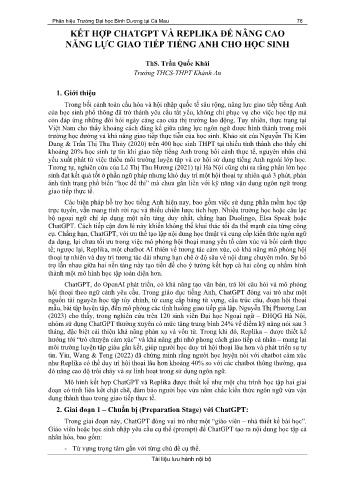 Phân hiệu Trường Đại học Bình Dương tại Cà Mau 76
KẾT HỢP CHATGPT VÀ REPLIKA ĐỂ NÂNG CAO
NĂNG LỰC GIAO TIẾP TIẾNG ANH CHO HỌC SINH
ThS. Trần Quốc Khải
Trường THCS-THPT Khánh An
1. Giới thiệu
Trong bối cảnh toàn cầu hóa và hội nhập quốc tế sâu rộng, năng lực giao tiếp tiếng Anh
của học sinh phổ thông đã trở thành yêu cầu tất yếu, không chỉ phục vụ cho việc học tập mà
còn đáp ứng những đòi hỏi ngày càng cao của thị trường lao động. Tuy nhiên, thực trạng tại
Việt Nam cho thấy khoảng cách đáng kể giữa năng lực ngôn ngữ được hình thành trong môi
trường học đường và khả năng giao tiếp thực tiễn của học sinh. Khảo sát của Nguyễn Thị Kim
Dung & Trần Thị Thu Thủy (2020) trên 400 học sinh THPT tại nhiều tỉnh thành cho thấy chỉ
khoảng 20% học sinh tự tin khi giao tiếp tiếng Anh trong bối cảnh thực tế, nguyên nhân chủ
yếu xuất phát từ việc thiếu môi trường luyện tập và cơ hội sử dụng tiếng Anh ngoài lớp học.
Tương tự, nghiên cứu của Lê Thị Thu Hương (2021) tại Hà Nội cũng chỉ ra rằng phần lớn học
sinh đạt kết quả tốt ở phần ngữ pháp nhưng khó duy trì một hội thoại tự nhiên quá 3 phút, phản
ánh tình trạng phổ biến “học để thi” mà chưa gắn liền với kỹ năng vận dụng ngôn ngữ trong
giao tiếp thực tế.
Các biện pháp hỗ trợ học tiếng Anh hiện nay, bao gồm việc sử dụng phần mềm học tập
trực tuyến, vẫn mang tính rời rạc và thiếu chiến lược tích hợp. Nhiều trường học hoặc câu lạc
bộ ngoại ngữ chỉ áp dụng một nền tảng duy nhất, chẳng hạn Duolingo, Elsa Speak hoặc
ChatGPT. Cách tiếp cận đơn lẻ này khiến không thể khai thác tối đa thế mạnh của từng công
cụ. Chẳng hạn, ChatGPT, với ưu thế tạo lập nội dung học thuật và cung cấp kiến thức ngôn ngữ
đa dạng, lại chưa tối ưu trong việc mô phỏng hội thoại mang yếu tố cảm xúc và bối cảnh thực
tế; ngược lại, Replika, một chatbot AI thiên về tương tác cảm xúc, có khả năng mô phỏng hội
thoại tự nhiên và duy trì tương tác dài nhưng hạn chế ở độ sâu về nội dung chuyên môn. Sự bổ
trợ lẫn nhau giữa hai nền tảng này tạo tiền đề cho ý tưởng kết hợp cả hai công cụ nhằm hình
thành một mô hình học tập toàn diện hơn.
ChatGPT, do OpenAI phát triển, có khả năng tạo văn bản, trả lời câu hỏi và mô phỏng
hội thoại theo ngữ cảnh yêu cầu. Trong giáo dục tiếng Anh, ChatGPT đóng vai trò như một
nguồn tài nguyên học tập tùy chỉnh, từ cung cấp bảng từ vựng, cấu trúc câu, đoạn hội thoại
mẫu, bài tập luyện tập, đến mô phỏng các tình huống giao tiếp giả lập. Nguyễn Thị Phương Lan
(2023) cho thấy, trong nghiên cứu trên 120 sinh viên Đại học Ngoại ngữ – ĐHQG Hà Nội,
nhóm sử dụng ChatGPT thường xuyên có mức tăng trung bình 24% về điểm kỹ năng nói sau 3
tháng, đặc biệt cải thiện khả năng phản xạ và vốn từ. Trong khi đó, Replika – được thiết kế
hướng tới “trò chuyện cảm xúc” và khả năng ghi nhớ phong cách giao tiếp cá nhân – mang lại
môi trường luyện tập giàu gắn kết, giúp người học duy trì hội thoại lâu hơn và phát triển sự tự
tin. Yin, Wang & Tong (2022) đã chứng minh rằng người học luyện nói với chatbot cảm xúc
như Replika có thể duy trì hội thoại lâu hơn khoảng 40% so với các chatbot thông thường, qua
đó nâng cao độ trôi chảy và sự linh hoạt trong sử dụng ngôn ngữ.
Mô hình kết hợp ChatGPT và Replika được thiết kế như một chu trình học tập hai giai
đoạn có tính liên kết chặt chẽ, đảm bảo người học vừa nắm chắc kiến thức ngôn ngữ vừa vận
dụng thành thạo trong giao tiếp thực tế.
2. Giai đoạn 1 – Chuẩn bị (Preparation Stage) với ChatGPT:
Trong giai đoạn này, ChatGPT đóng vai trò như một “giáo viên – nhà thiết kế bài học”.
Giáo viên hoặc học sinh nhập yêu cầu cụ thể (prompt) để ChatGPT tạo ra nội dung học tập cá
nhân hóa, bao gồm:
- Từ vựng trọng tâm gắn với từng chủ đề cụ thể.
Tài liệu lưu hành nội bộ